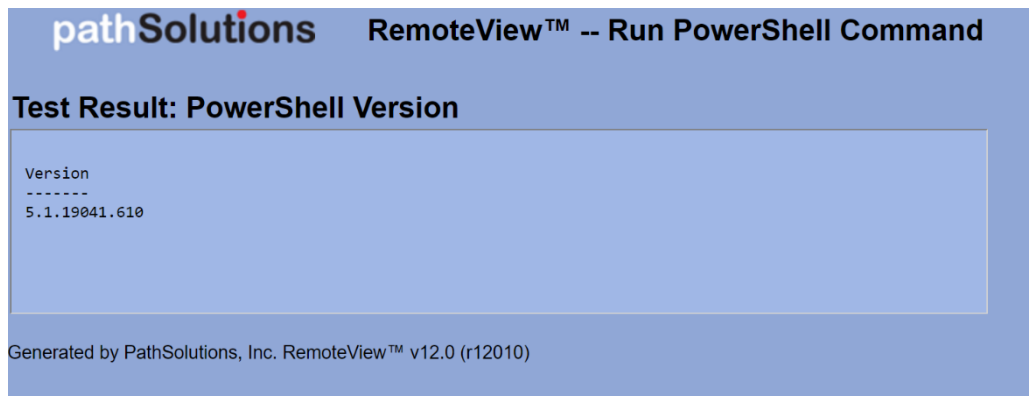 pathSolutions RemoteView™ -- Run PowerShell Command
Test Result: PowerShell Version
Version
-------
5.1.19041.610
Generated by PathSolutions, Inc. RemoteView™ v12.0 (r12010)